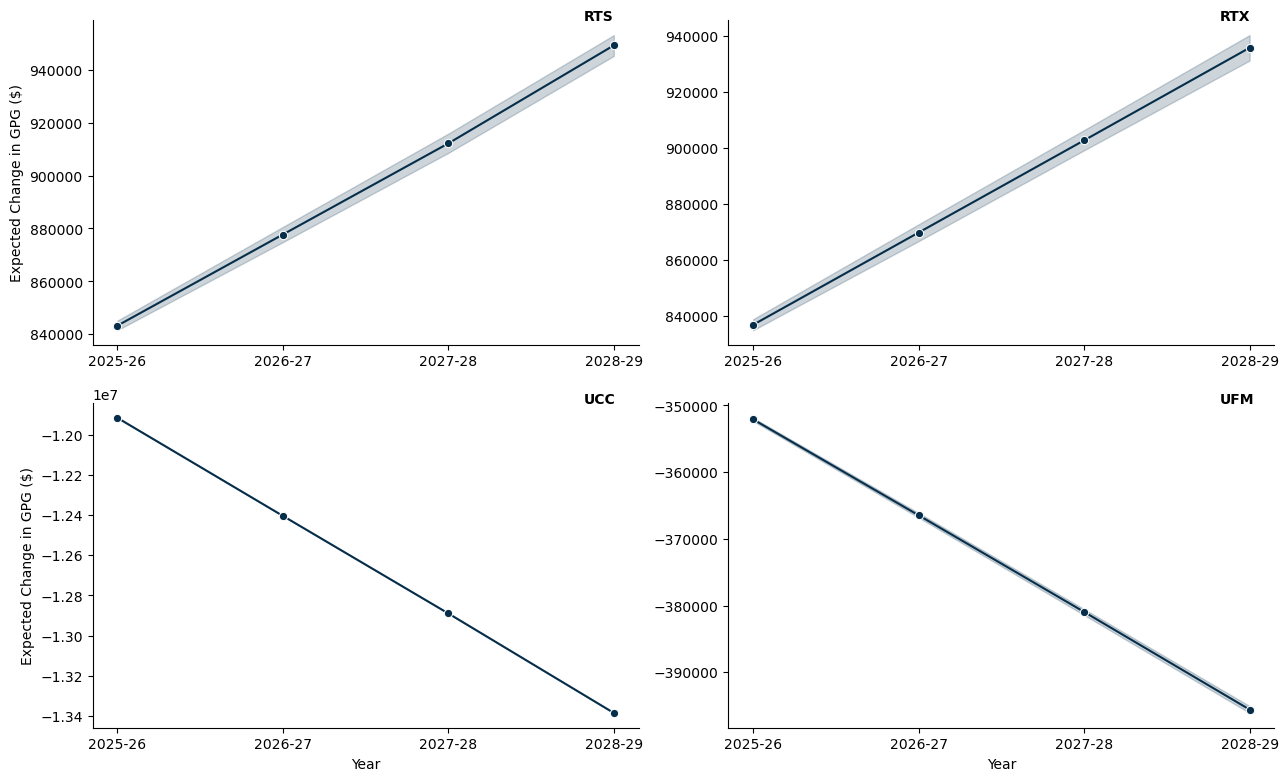 RTS
Expected Change in GPG ($)
940000
920000
900000
880000
860000
840000
2025-26 2026-27 2027-28 2028-29
RTX
940000
920000
900000
880000
860000
840000
2025-26 2026-27 2027-28 2028-29
1e7
UCC
Expected Change in GPG ($)
−1.20
−1.22
−1.24
−1.26
−1.28
−1.30
−1.32
−1.34
2025-26 2026-27 2027-28 2028-29
Year
UFM
−350000
−360000
−370000
−380000
−390000
2025-26 2026-27 2027-28 2028-29
Year